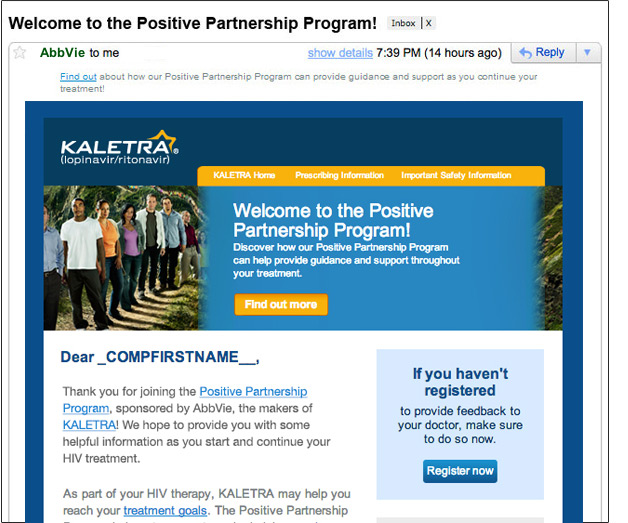 Welcome to the Positive Partnership Program! Inbox | X
AbbVie to me show details 7:39 PM (14 hours ago) Reply
Find out about how our Positive Partnership Program can provide guidance and support as you continue your
treatment!
KALETRA®
(lopinavir/ritonavir)
KALETRA Home Prescribing Information Important Safety Information
Welcome to the Positive
Partnership Program!
Discover how our Positive Partnership Program
can help provide guidance and support throughout
your treatment.
Find out more
Dear _COMPFIRSTNAME__,
Thank you for joining the Positive Partnership
Program, sponsored by AbbVie, the makers of
KALETRA! We hope to provide you with some
helpful information as you start and continue your
HIV treatment.
As part of your HIV therapy, KALETRA may help you
reach your treatment goals. The Positive Partnership
If you haven't
registered
to provide feedback to
your doctor, make sure
to do so now.
Register now